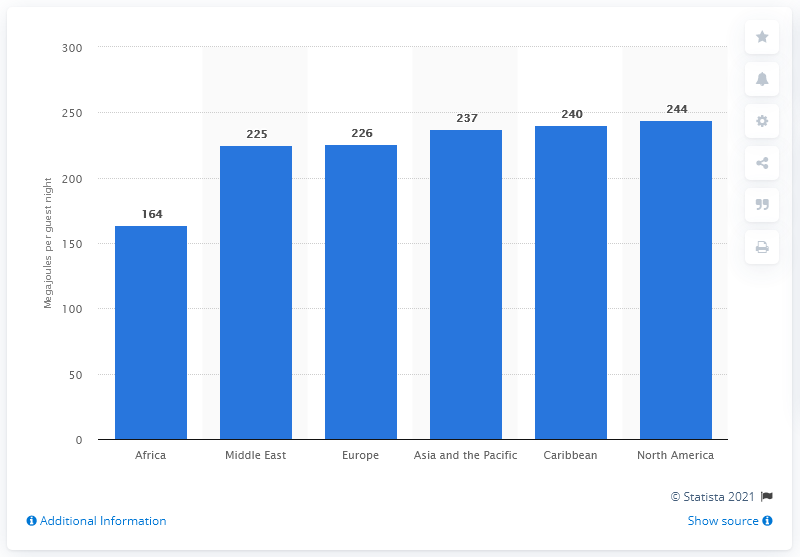 300
250
200
150
100
50
0
Megajoules per guest night
164
225
226
237
240
244
Africa
Middle East
Europe
Asia and the Pacific
Caribbean
North America
© Statista 2021
Additional Information
Show source